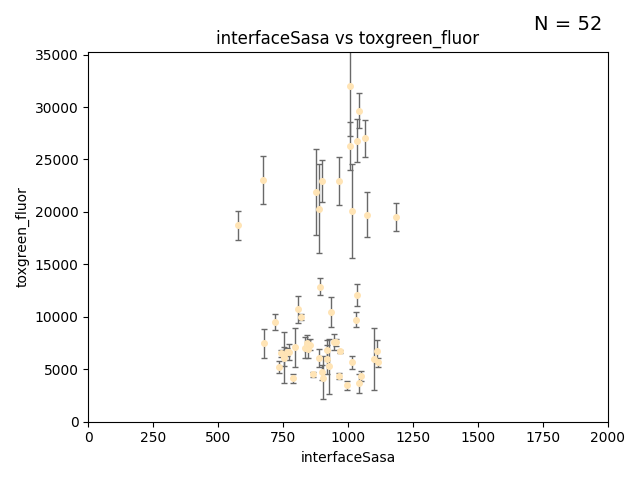 N = 52
interfaceSasa vs toxgreen_fluor
35000
30000
25000
20000
15000
10000
5000
0
toxgreen_fluor
0 250 500 750 1000 1250 1500 1750 2000
interfaceSasa